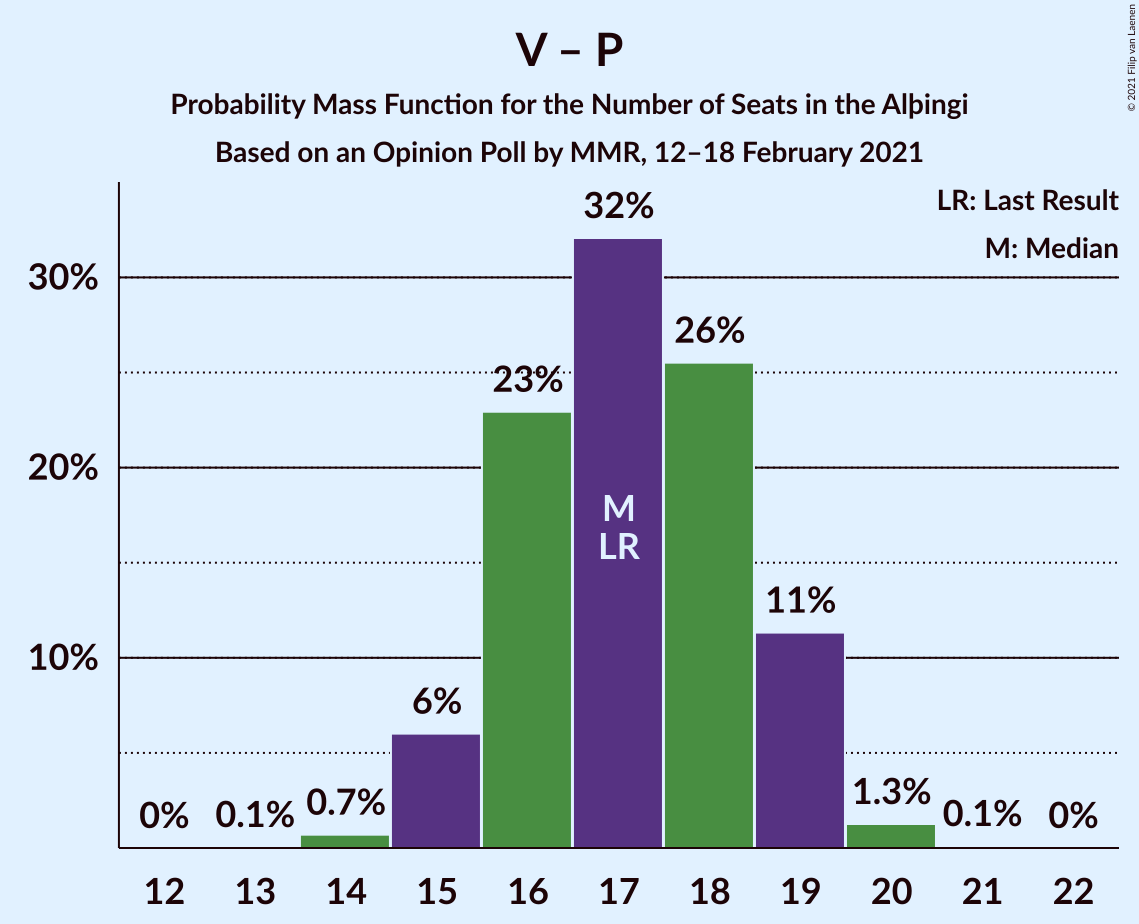 V – P
Probability Mass Function for the Number of Seats in the Alþingi
Based on an Opinion Poll by MMR, 12–18 February 2021
© 2021 Filip van Laenen
LR: Last Result
M: Median
30%
20%
10%
0%
0.1%
0.7%
6%
23%
32%
26%
11%
1.3%
0.1%
0%
M
LR
12 13 14 15 16 17 18 19 20 21 22